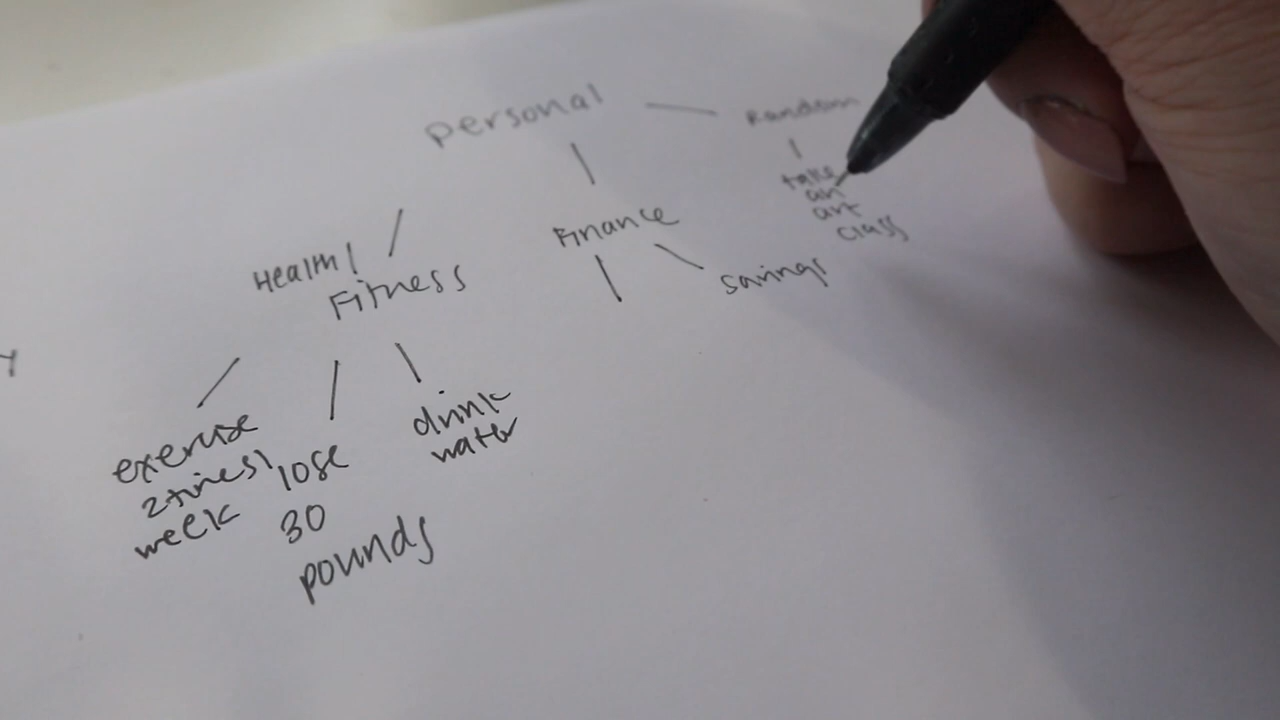 personal
Random
take
an
art
class
Finance
savings
Health/
Fitness
exercise
2 times/
week
lose
30
pounds
drink
water
Y